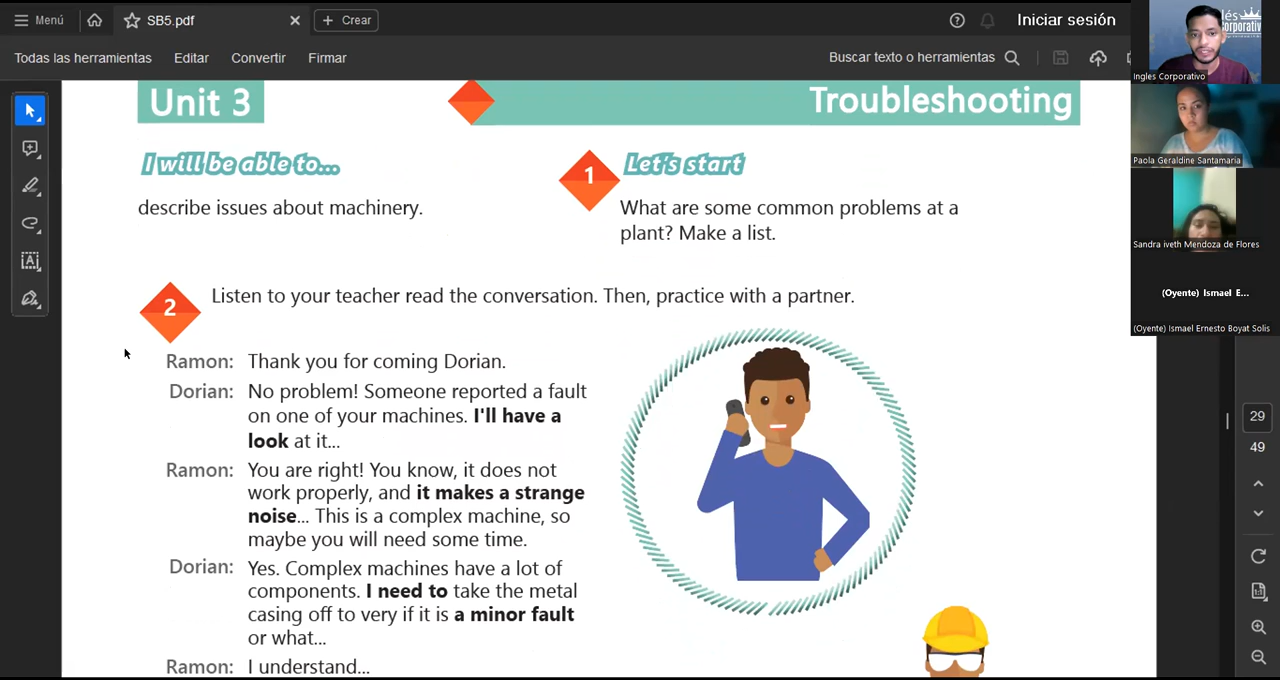 Menú
SB5.pdf
Crear
Iniciar sesión
Todas las herramientas
Editar
Convertir
Firmar
Buscar texto o herramientas
Unit 3
Troubleshooting
I will be able to...
describe issues about machinery.
1
Let's start
What are some common problems at a
plant? Make a list.
2
Listen to your teacher read the conversation. Then, practice with a partner.
Ramon: Thank you for coming Dorian.
Dorian: No problem! Someone reported a fault
on one of your machines. I'll have a
look at it...
Ramon: You are right! You know, it does not
work properly, and it makes a strange
noise... This is a complex machine, so
maybe you will need some time.
Dorian: Yes. Complex machines have a lot of
components. I need to take the metal
casing off to very if it is a minor fault
or what...
Ramon: I understand...
Ingles Corporativo
Paola Geraldine Santamaria
Sandra iveth Mendoza de Flores
(Oyente) Ismael E...
(Oyente) Ismael Ernesto Boyat Solis
29
49